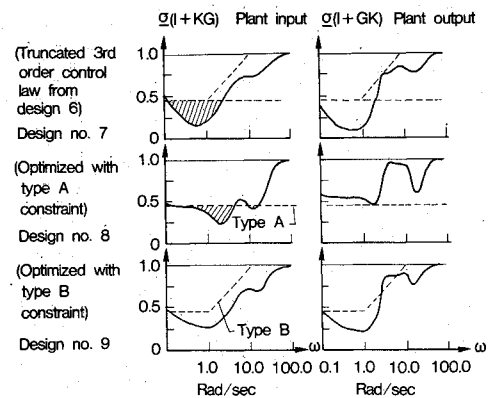 σ(I+KG) Plant input
σ(I+GK) Plant output
(Truncated 3rd
order control
law from
design 6)
Design no. 7
1.0
0.5
0
(Optimized with
type A
constraint)
Design no. 8
1.0
0.5
0
Type A
(Optimized with
type B
constraint)
Design no. 9
1.0
0.5
0
Type B
1.0 100.0 ω
Rad/sec
0.1 1.0 10.0 100.0 ω
Rad/sec